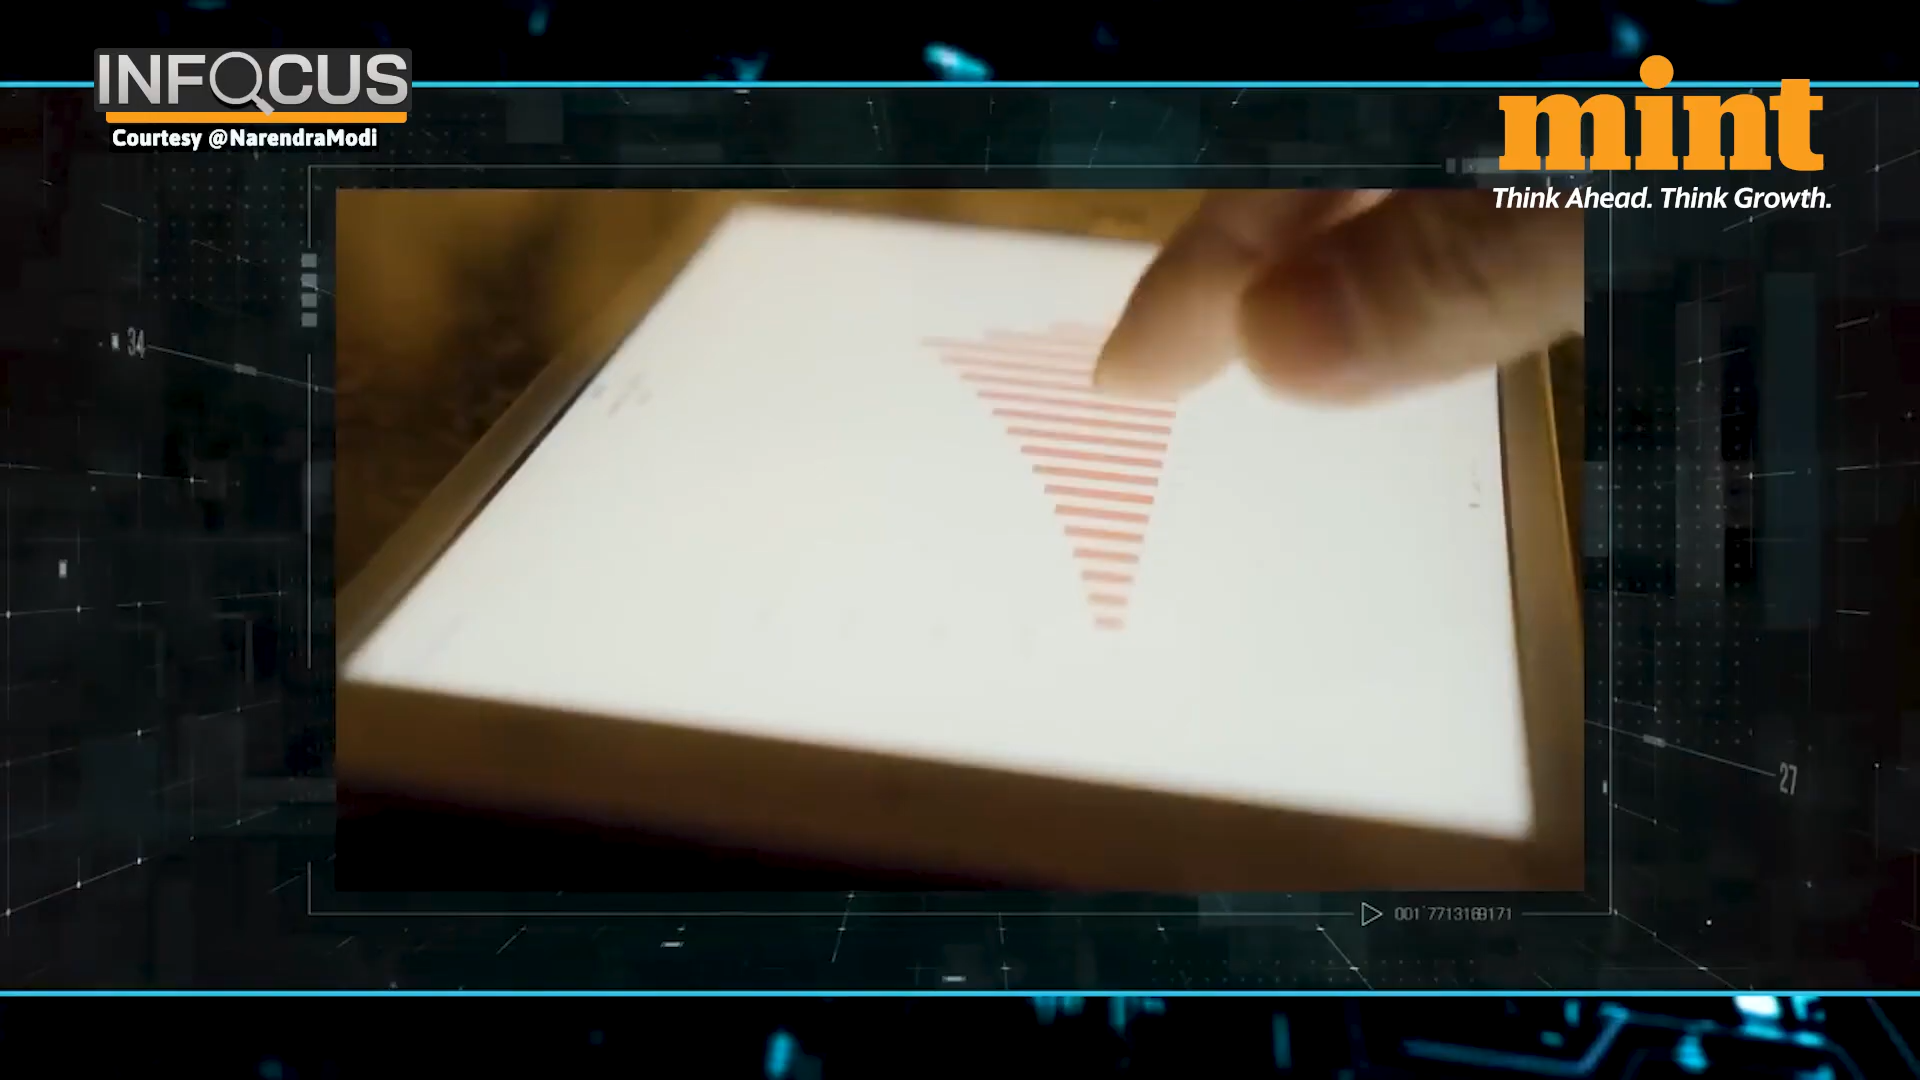 INFOCUS
Courtesy @NarendraModi
mint
Think Ahead. Think Growth.
34
27